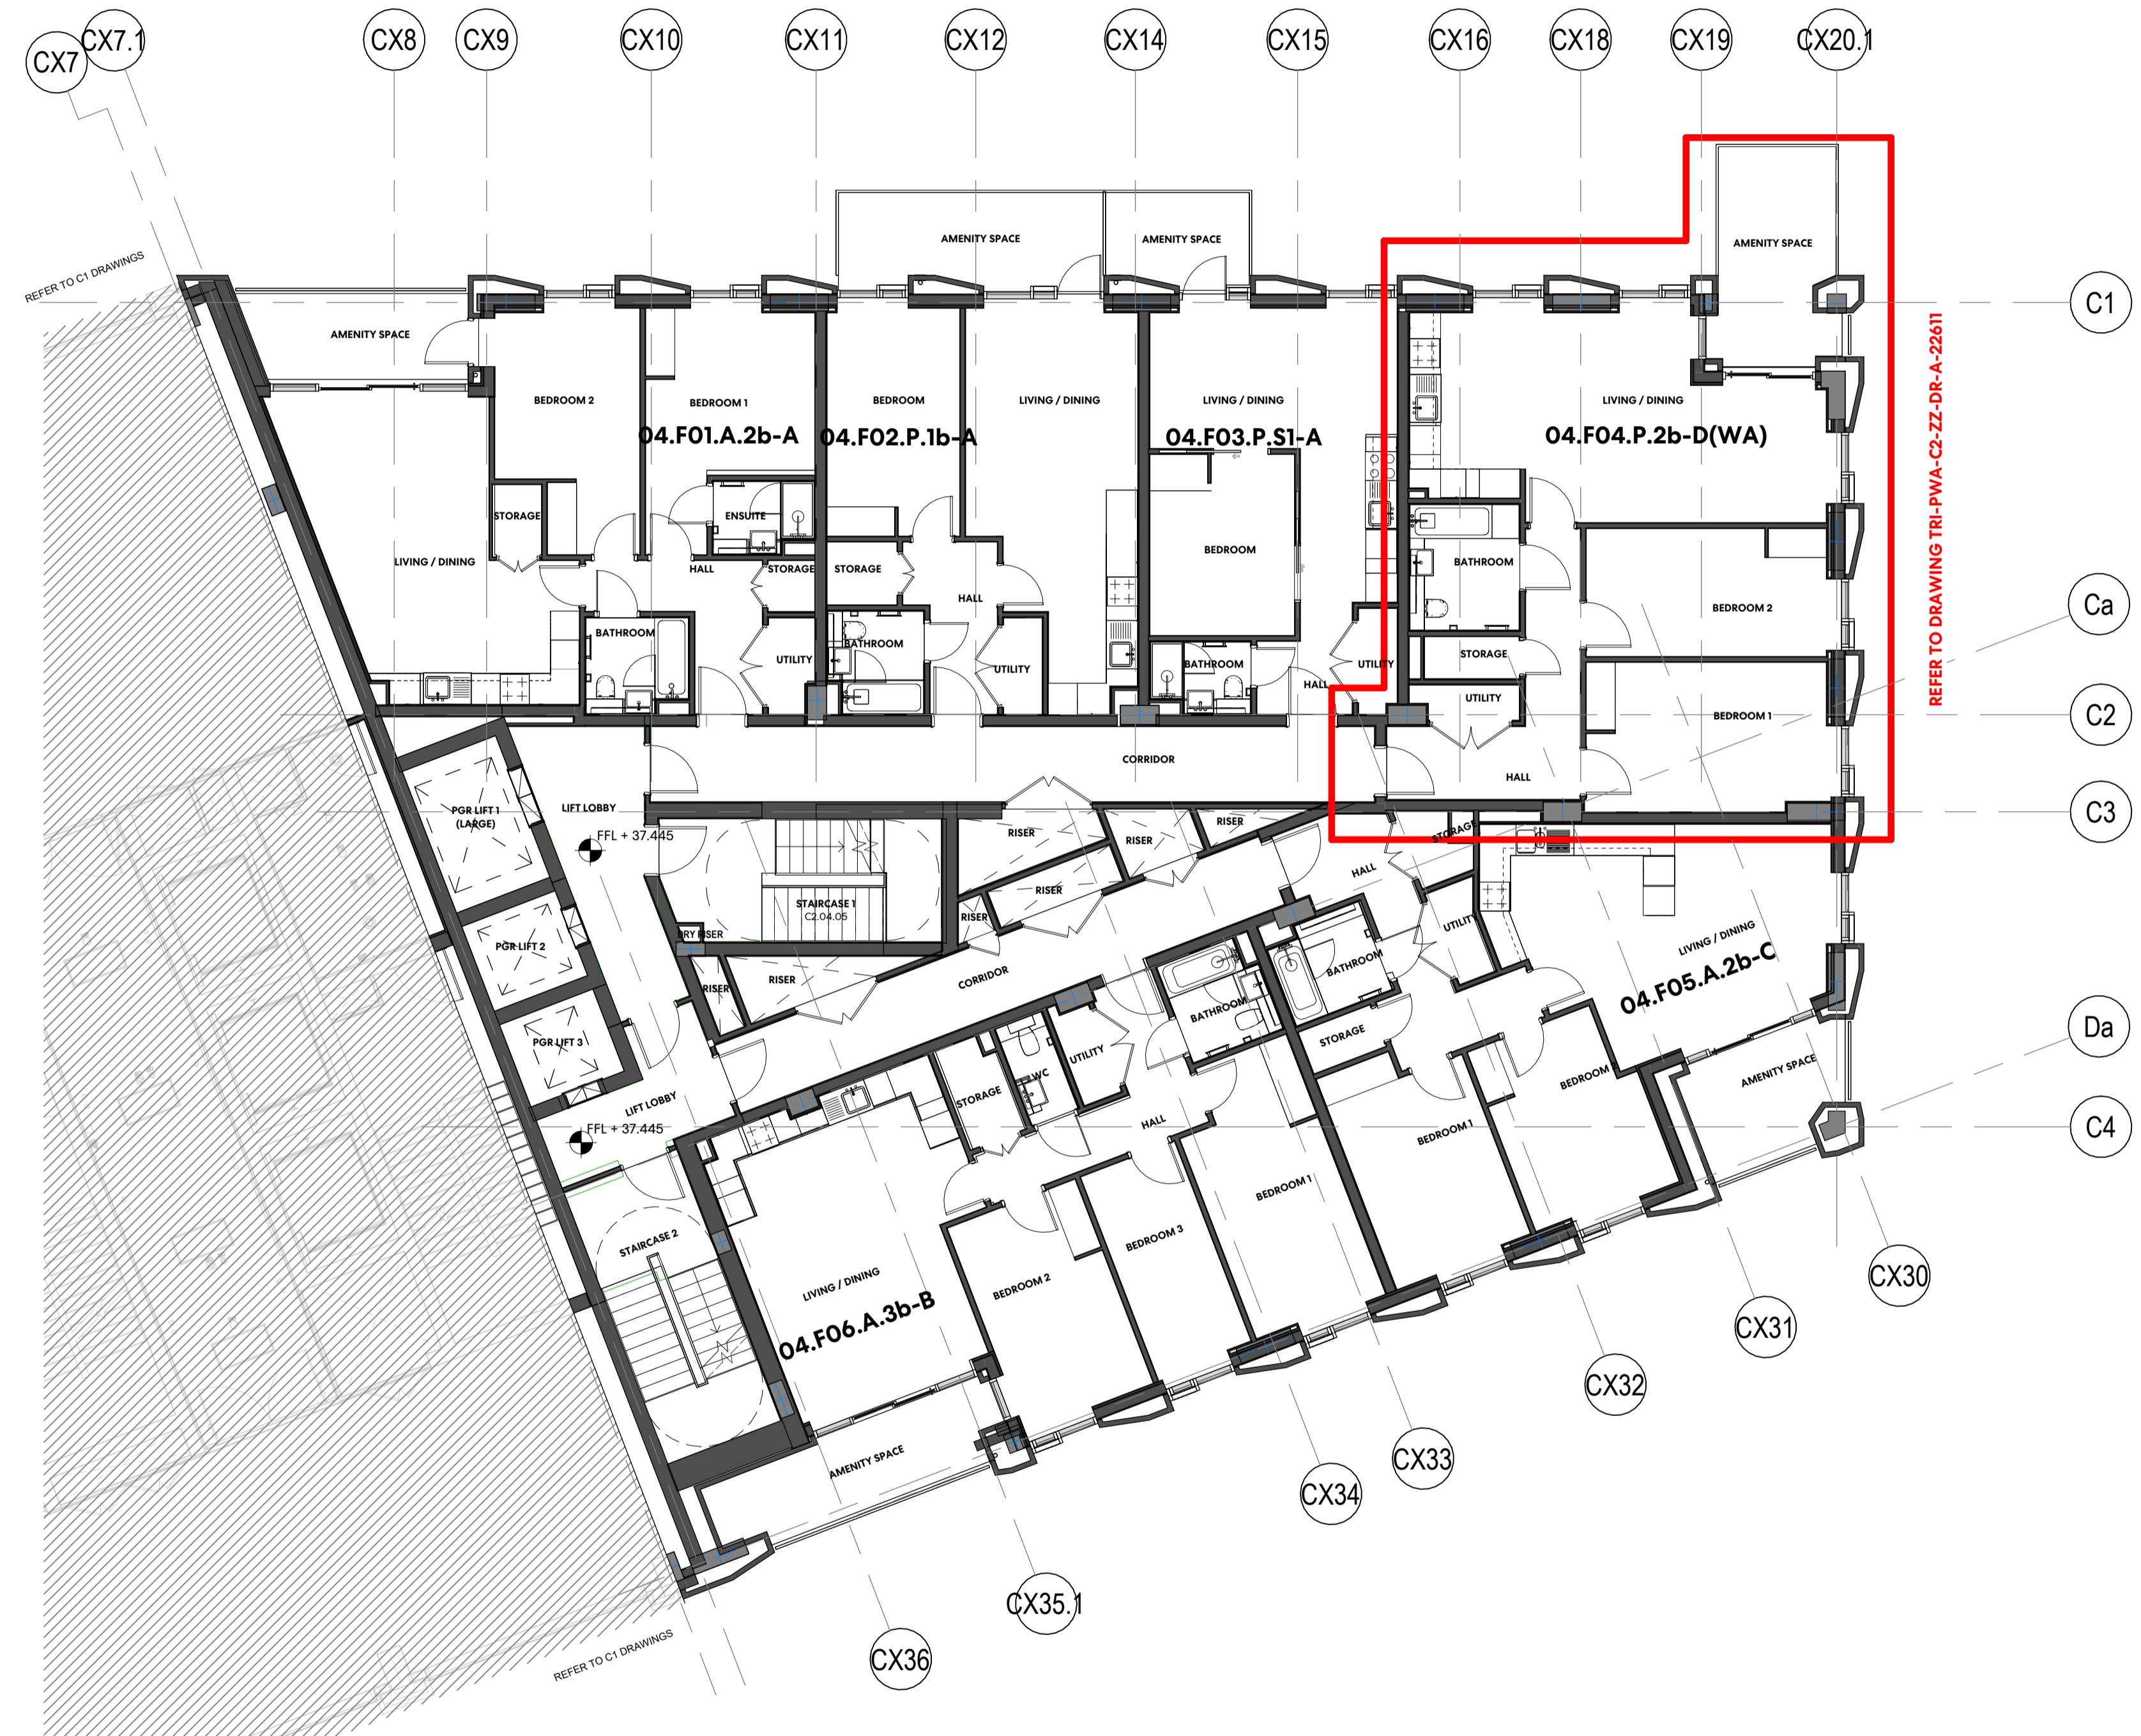 CX7
CX7.1
CX8
CX9
CX10
CX11
CX12
CX14
CX15
CX16
CX18
CX19
CX20.1
REFER TO C1 DRAWINGS
AMENITY SPACE
AMENITY SPACE
AMENITY SPACE
AMENITY SPACE
C1
REFER TO DRAWING TRI-PWA-C2-ZZ-DR-A-22611
BEDROOM 2
BEDROOM 1
BEDROOM
LIVING / DINING
LIVING / DINING
LIVING / DINING
04.F01.A.2b-A
04.F02.P.1b-A
04.F03.P.S1-A
04.F04.P.2b-D(WA)
STORAGE
ENSUITE
LIVING / DINING
HALL
STORAGE
STORAGE
HALL
BEDROOM
BATHROOM
BEDROOM 2
Ca
BATHROOM
UTILITY
BATHROOM
UTILITY
BATHROOM
HALL
UTILITY
STORAGE
UTILITY
BEDROOM 1
C2
CORRIDOR
HALL
PGR LIFT 1
(LARGE)
LIFT LOBBY
FFL + 37.445
RISER
RISER
RISER
STORAGE
C3
HALL
RISER
STAIRCASE 1
C2.04.05
RISER
DRY RISER
UTILITY
LIVING / DINING
04.F05.A.2b-C
PGR LIFT 2
RISER
RISER
CORRIDOR
BATHROOM
BATHROOM
STORAGE
PGR LIFT 3
UTILITY
WC
STORAGE
BEDROOM
AMENITY SPACE
Da
LIFT LOBBY
FFL + 37.445
HALL
BEDROOM 1
C4
STAIRCASE 2
BEDROOM 1
BEDROOM 3
BEDROOM 2
LIVING / DINING
04.F06.A.3b-B
AMENITY SPACE
CX30
CX31
CX32
CX33
CX34
CX35.1
CX36
REFER TO C1 DRAWINGS